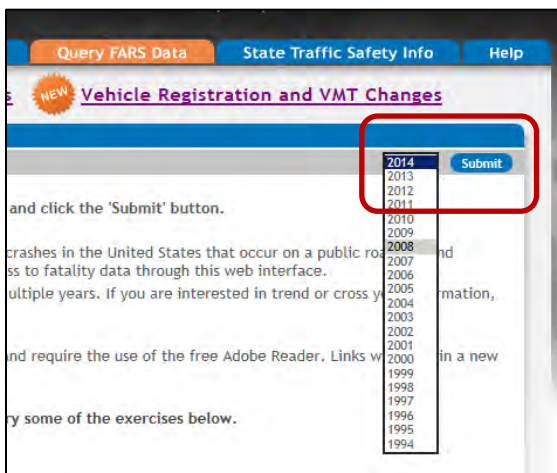 Query FARS Data State Traffic Safety Info Help
s NEW Vehicle Registration and VMT Changes
2014 Submit
2013
2012
and click the 'Submit' button. 2011
2010
2009
crashes in the United States that occur on a public 2008 nd
ss to fatality data through this web interface. 2007
2006
ultiple years. If you are interested in trend or cross y 2005 rmation,
2004
2003
2002
2001
and require the use of the free Adobe Reader. Links w 2000 in a new
1999
1998
1997
ry some of the exercises below. 1996
1995
1994